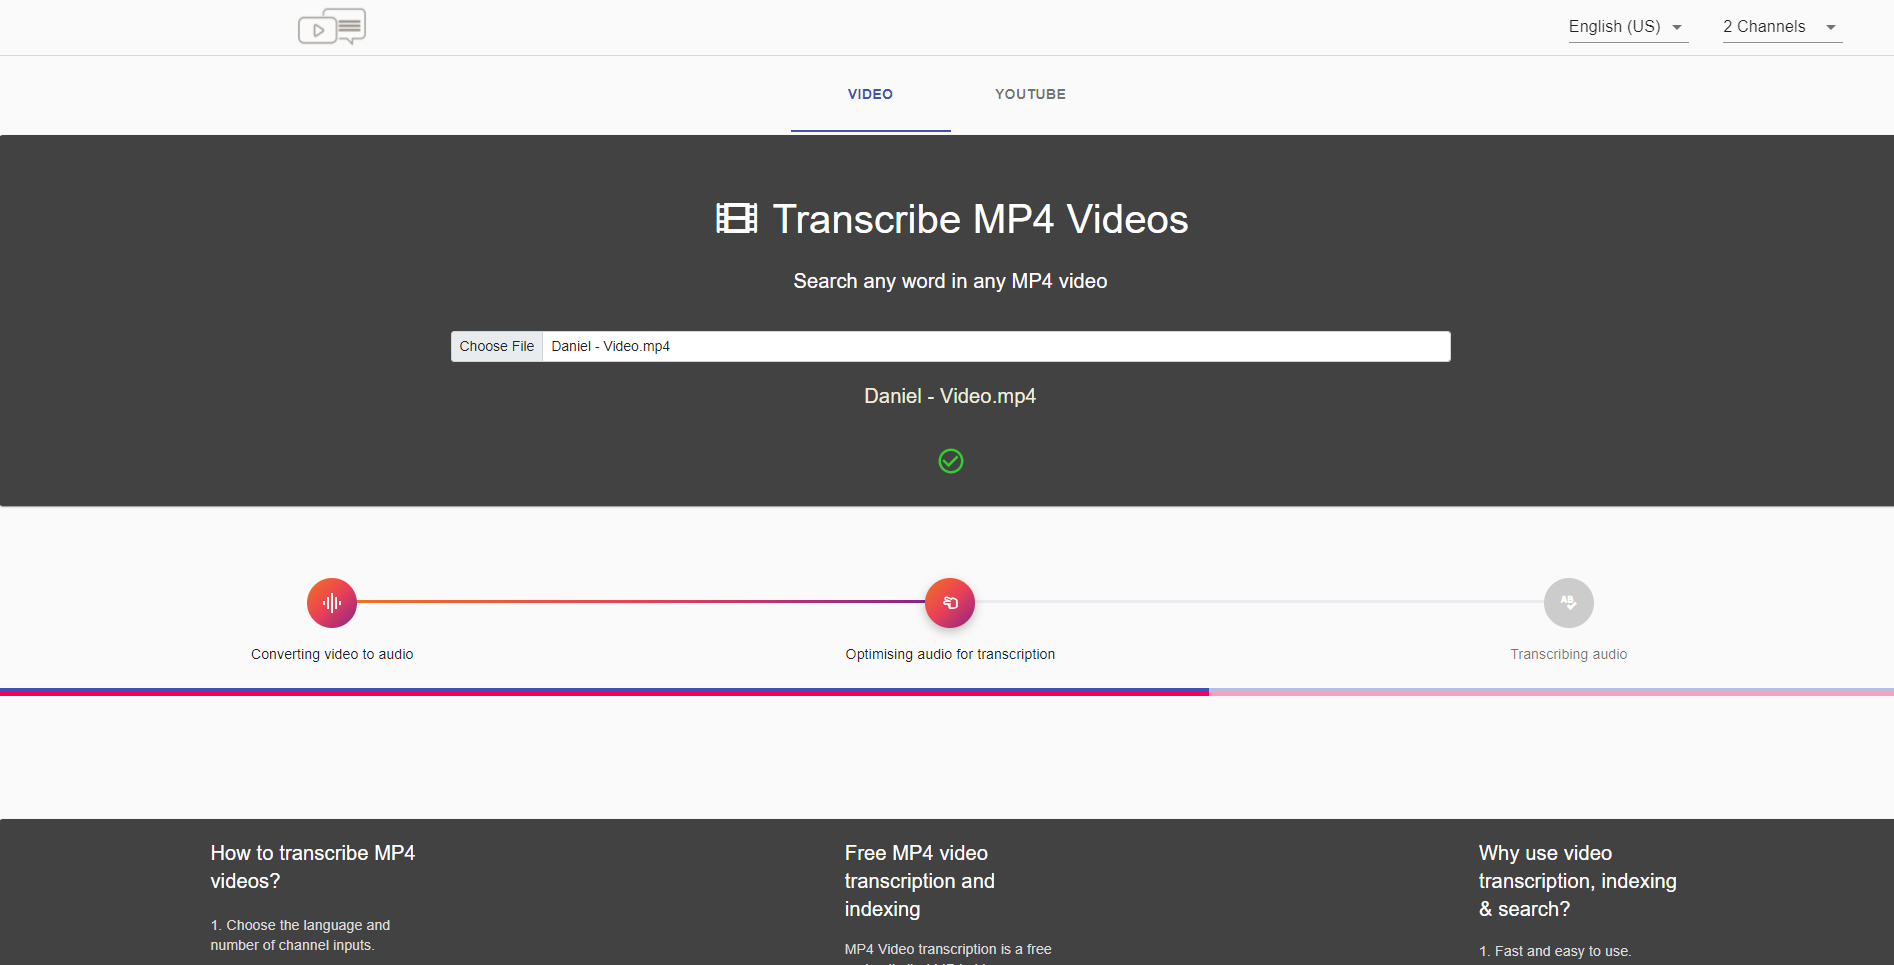 English (US)
2 Channels
VIDEO
YOUTUBE
Transcribe MP4 Videos
Search any word in any MP4 video
Choose File
Daniel - Video.mp4
Daniel - Video.mp4
AB
Converting video to audio
Optimising audio for transcription
Transcribing audio
How to transcribe MP4
videos?
1. Choose the language and
number of channel inputs.
Free MP4 video
transcription and
indexing
MP4 Video transcription is a free
Why use video
transcription, indexing
& search?
1. Fast and easy to use.